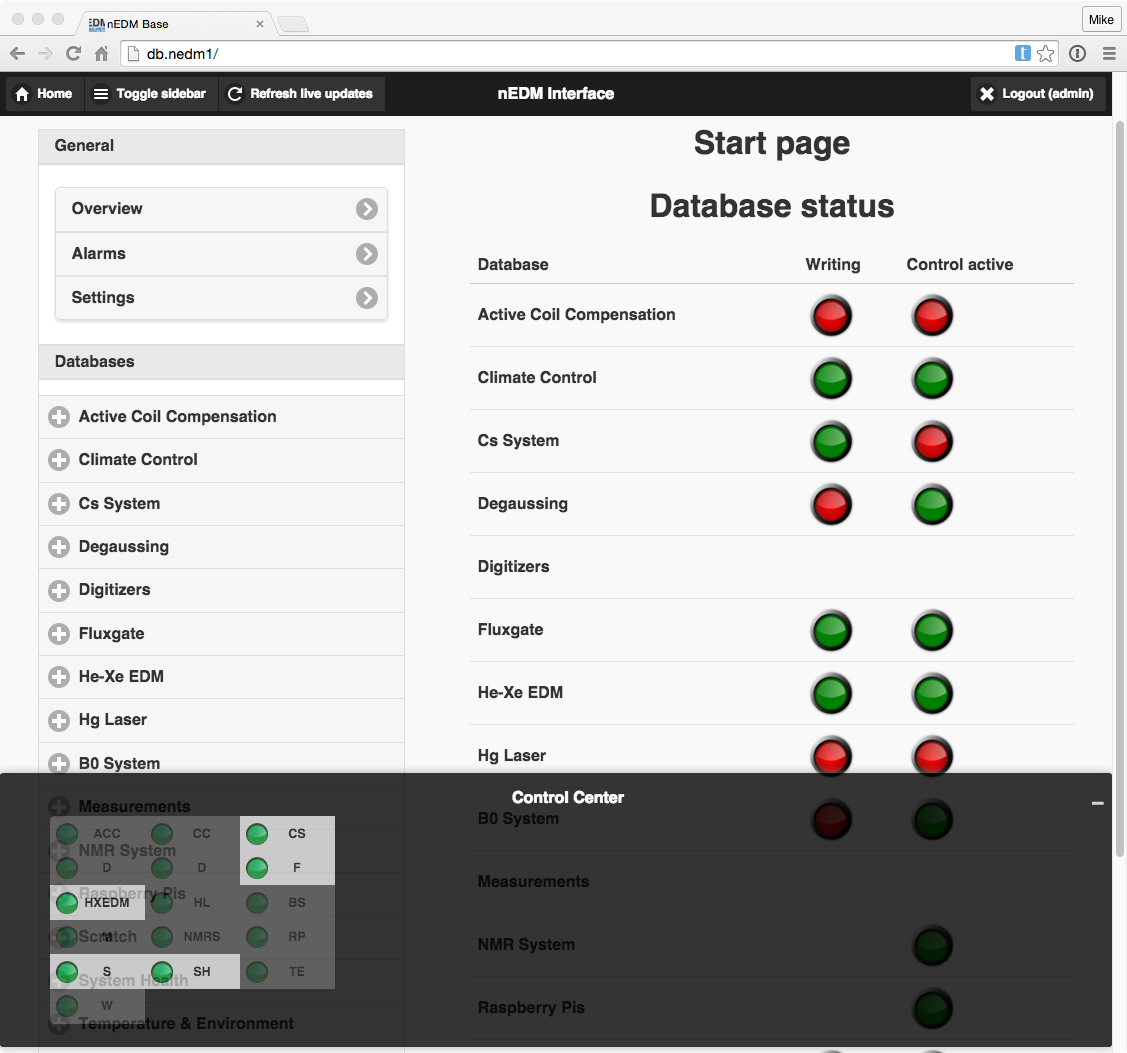 nEDM Base
Mike
db.nedm1/
Home
Toggle sidebar
Refresh live updates
nEDM Interface
Logout (admin)
General
Overview
Alarms
Settings
Databases
Active Coil Compensation
Climate Control
Cs System
Degaussing
Digitizers
Fluxgate
He-Xe EDM
Hg Laser
B0 System
Measurements
NMR System
Raspberry Pis
Scratch
System Health
Temperature & Environment
Start page
Database status
Database Writing Control active
Active Coil Compensation
Climate Control
Cs System
Degaussing
Digitizers
Fluxgate
He-Xe EDM
Hg Laser
B0 System
Measurements
NMR System
Raspberry Pis
Control Center
ACC CC CS
D D F
HXEDM HL BS
M NMRS RP
S SH TE
W